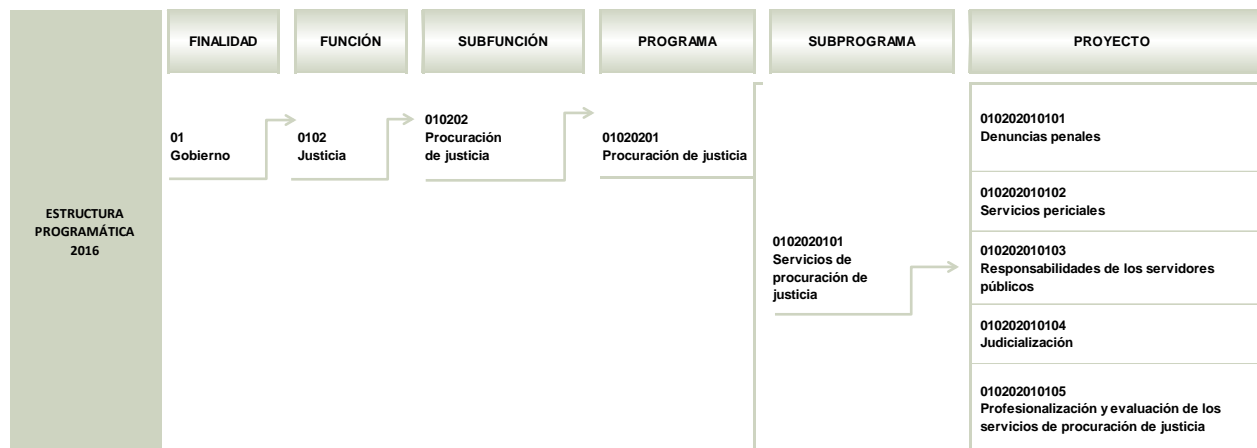 FINALIDAD
FUNCIÓN
SUBFUNCIÓN
PROGRAMA
SUBPROGRAMA
PROYECTO
ESTRUCTURA
PROGRAMÁTICA
2016
01
Gobierno
0102
Justicia
010202
Procuración
de justicia
01020201
Procuración de justicia
0102020101
Servicios de
procuración de
justicia
010202010101
Denuncias penales
010202010102
Servicios periciales
010202010103
Responsabilidades de los servidores
públicos
010202010104
Judicialización
010202010105
Profesionalización y evaluación de los
servicios de procuración de justicia